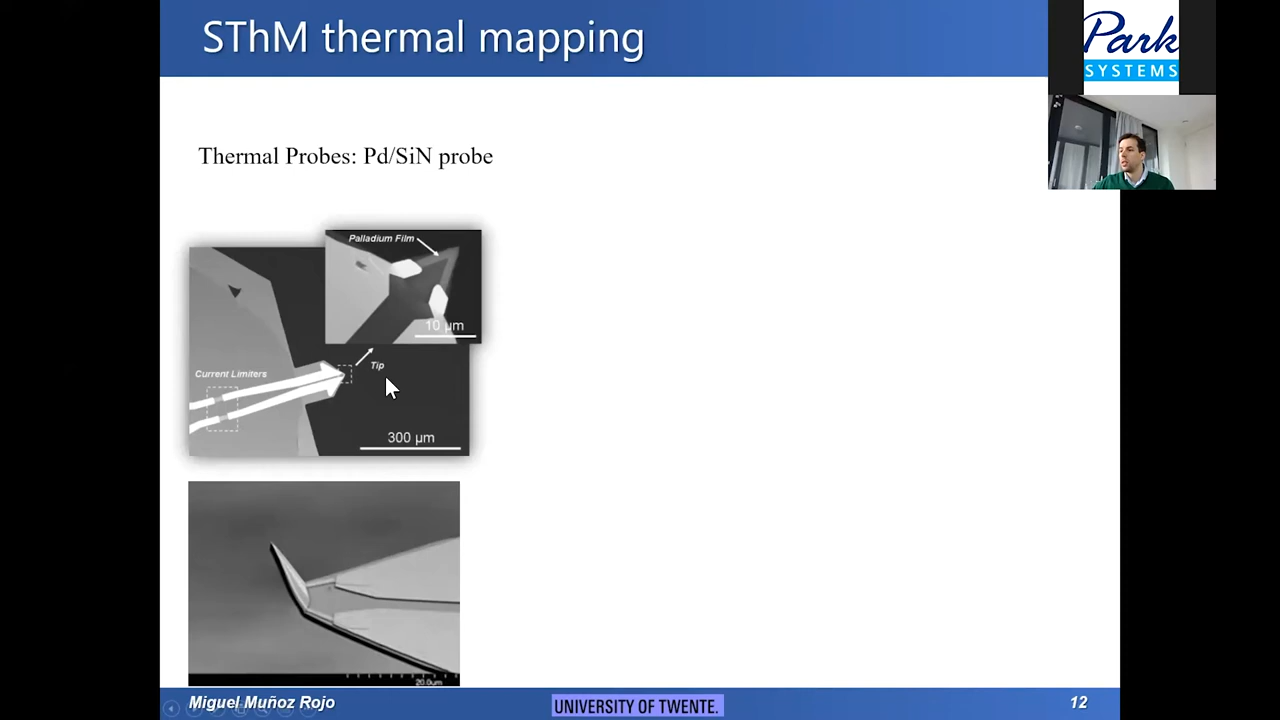 SThM thermal mapping
Park
SYSTEMS
Thermal Probes: Pd/SiN probe
Palladium Film
10 µm
Tip
Current Limiters
300 µm
20.0um
Miguel Muñoz Rojo
UNIVERSITY OF TWENTE.
12